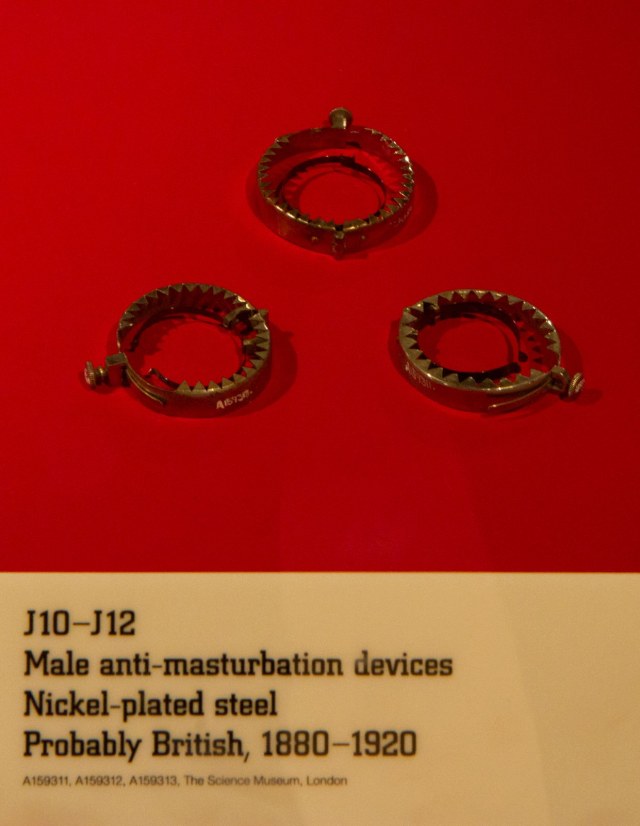 J10–J12
Male anti-masturbation devices
Nickel-plated steel
Probably British, 1880–1920
A159311, A159312, A159313, The Science Museum, London